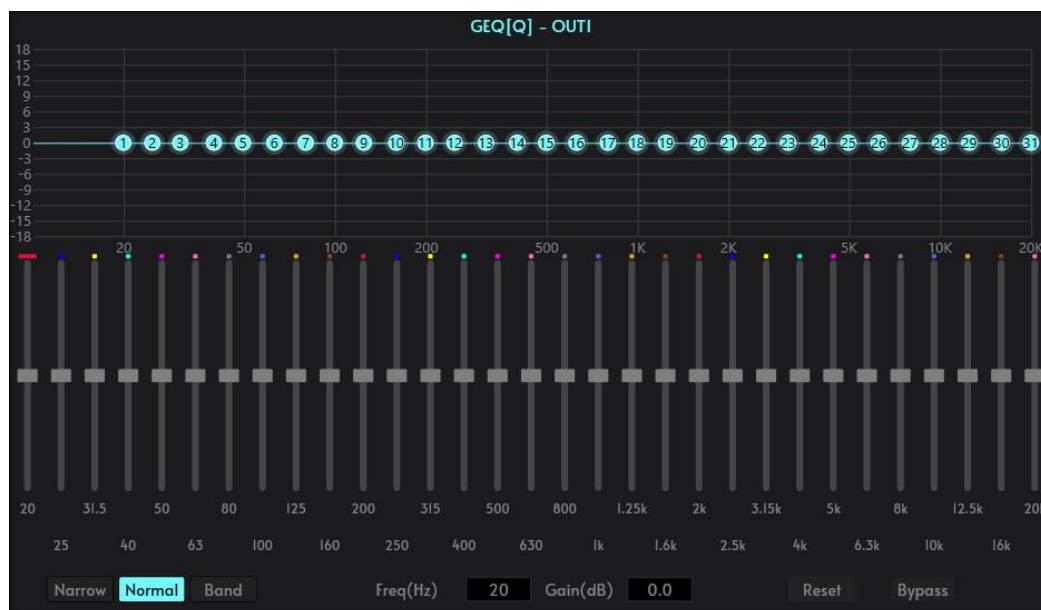 GEQ[Q] - OUT1
18
15
12
9
6
3
0
-3
-6
-9
-12
-15
-18
1 2 3 4 5 6 7 8 9 10 11 12 13 14 15 16 17 18 19 20 21 22 23 24 25 26 27 28 29 30 31
20 50 100 200 500 1K 2K 5K 10K 20K
20 31.5 50 80 125 200 315 500 800 1.25k 2k 3.15k 5k 8k 12.5k 20
25 40 63 100 160 250 400 630 1k 1.6k 2.5k 4k 6.3k 10k 16k
Narrow Normal Band Freq(Hz) 20 Gain(dB) 0.0 Reset Bypass